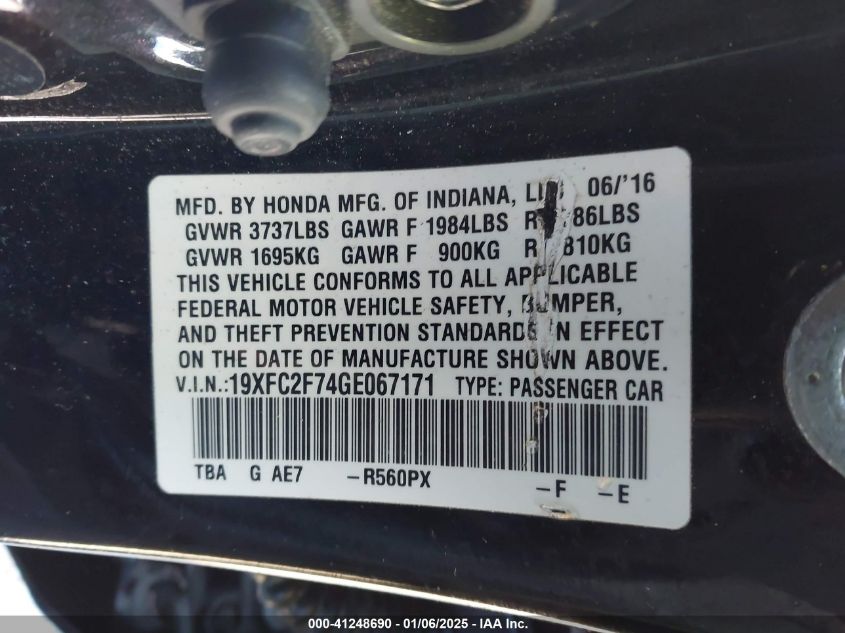 MFD. BY HONDA MFG. OF INDIANA, 06/'16
GVWR 3737LBS GAWR F 1984LBS R 86LBS
GVWR 1695KG GAWR F 900KG R 810KG
THIS VEHICLE CONFORMS TO ALL APPLICABLE
FEDERAL MOTOR VEHICLE SAFETY, BUMPER,
AND THEFT PREVENTION STANDARDS IN EFFECT
ON THE DATE OF MANUFACTURE SHOWN ABOVE.
V.I.N.:19XFC2F74GE067171 TYPE: PASSENGER CAR
TBA G AE7 -R560PX -F -E
000-41248690 - 01/06/2025 - IAA Inc.